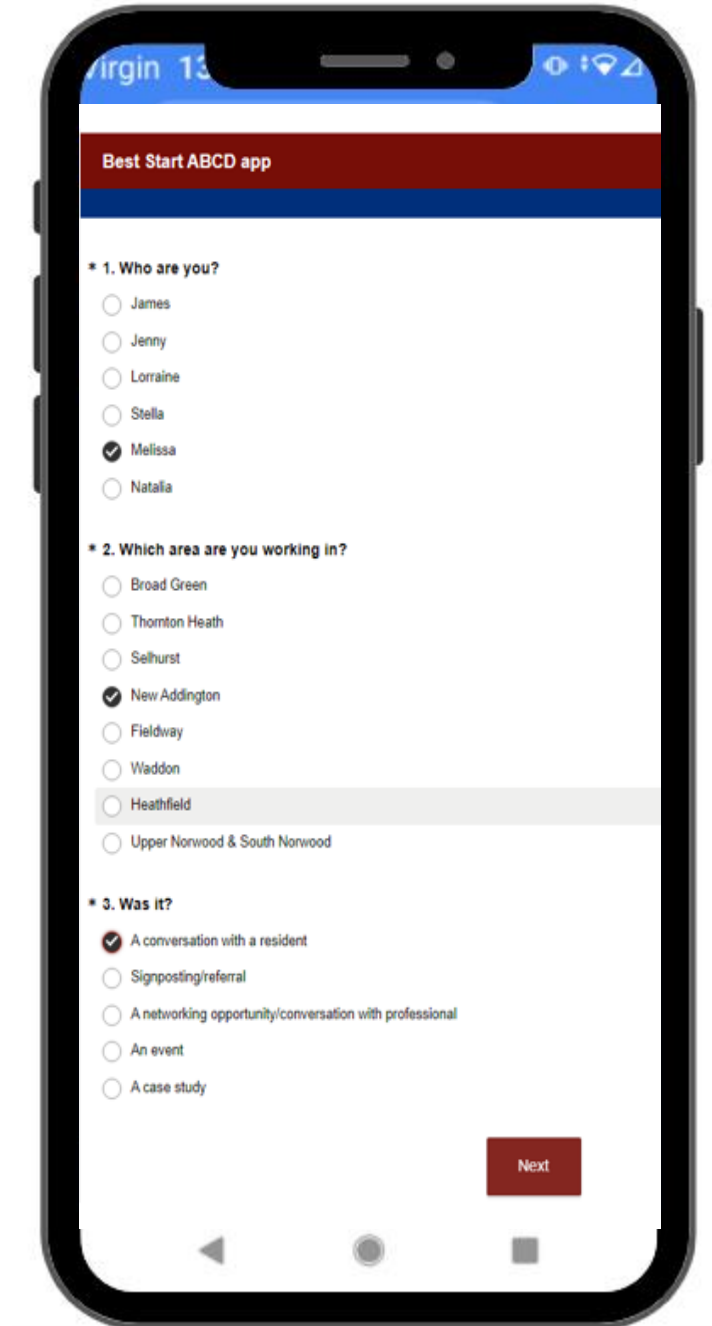 Virgin 13
Best Start ABCD app
* 1. Who are you?
James
Jenny
Lorraine
Stella
Melissa
Natalia
* 2. Which area are you working in?
Broad Green
Thornton Heath
Selhurst
New Addington
Fieldway
Waddon
Heathfield
Upper Norwood & South Norwood
* 3. Was it?
A conversation with a resident
Signposting/referral
A networking opportunity/conversation with professional
An event
A case study
Next